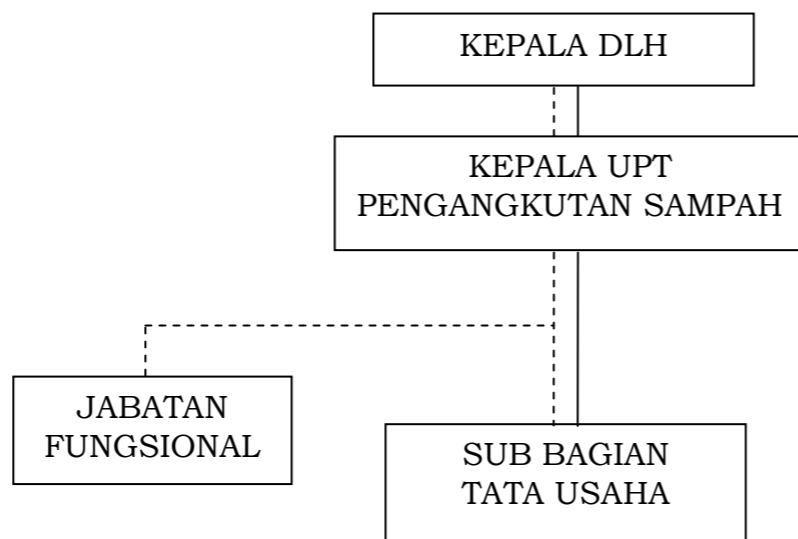 KEPALA DLH
KEPALA UPT
PENGANGKUTAN SAMPAH
JABATAN
FUNGSIONAL
SUB BAGIAN
TATA USAHA